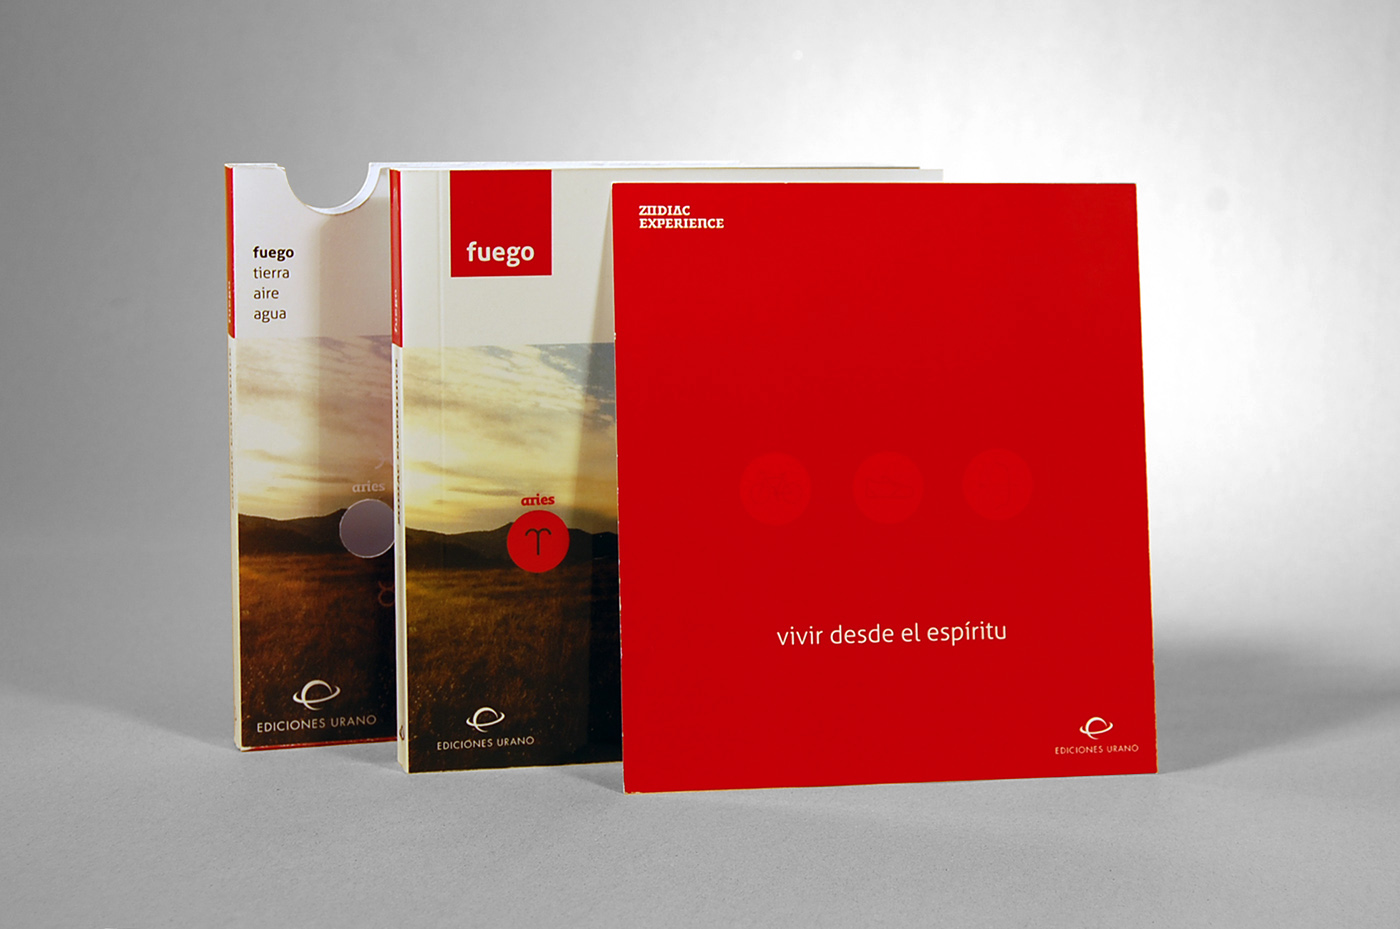 fuego
tierra
aire
agua
aries
EDICIONES URANO
fuego
fuego
aries
EDICIONES URANO
ZODIAC
EXPERIENCE
vivir desde el espíritu
EDICIONES URANO